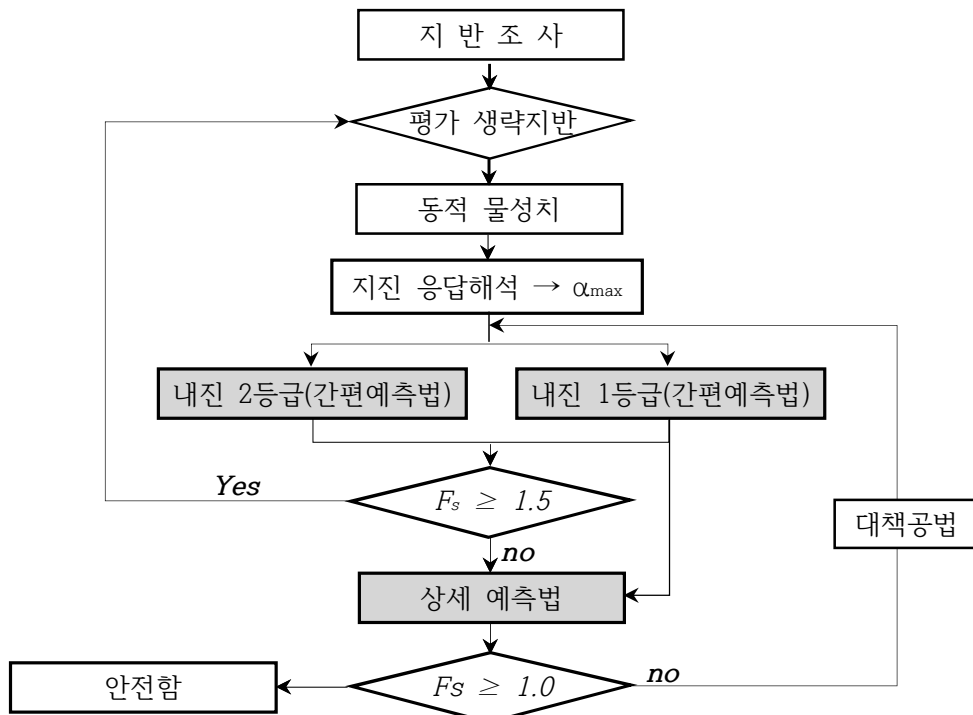 지 반 조 사
평가 생략지반
동적 물성치
지진 응답해석 → αmax
내진 2등급(간편예측법)
내진 1등급(간편예측법)
Yes
Fs ≥ 1.5
대책공법
no
상세 예측법
안전함
Fs ≥ 1.0
no